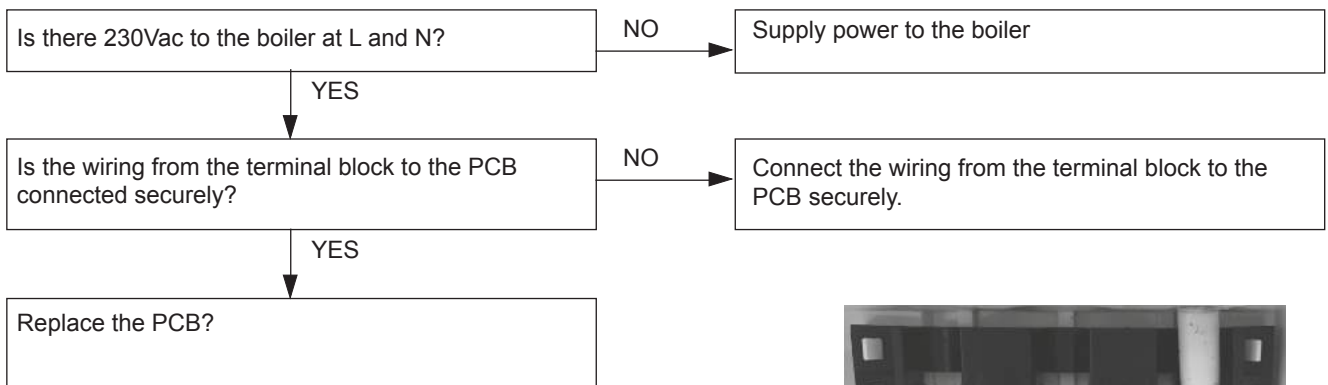 Is there 230Vac to the boiler at L and N?
NO
Supply power to the boiler
YES
Is the wiring from the terminal block to the PCB
connected securely?
NO
Connect the wiring from the terminal block to the
PCB securely.
YES
Replace the PCB?